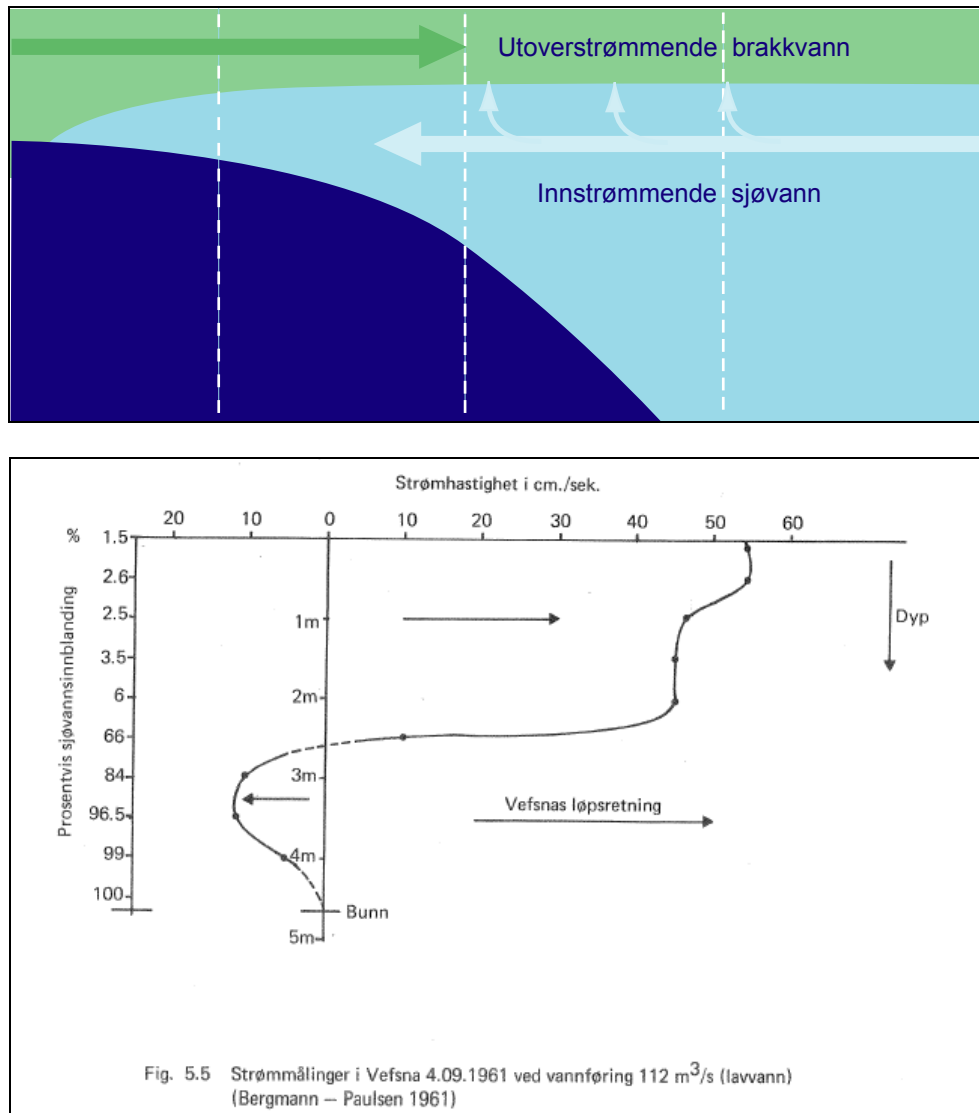 Utoverstrømmende brakkvann
Innstrømmende sjøvann
Strømhastighet i cm./sek.
20 10 0 10 20 30 40 50 60
%
1.5
2.6
2.5
3.5
6
66
84
96.5
99
100
Prosentvis sjøvannsinnblanding
1m
2m
3m
4m
5m
Dyp
Vefsnas løpsretning
Bunn
Fig. 5.5 Strømmålinger i Vefsna 4.09.1961 ved vannføring 112 m³/s (lavvann)
(Bergmann – Paulsen 1961)